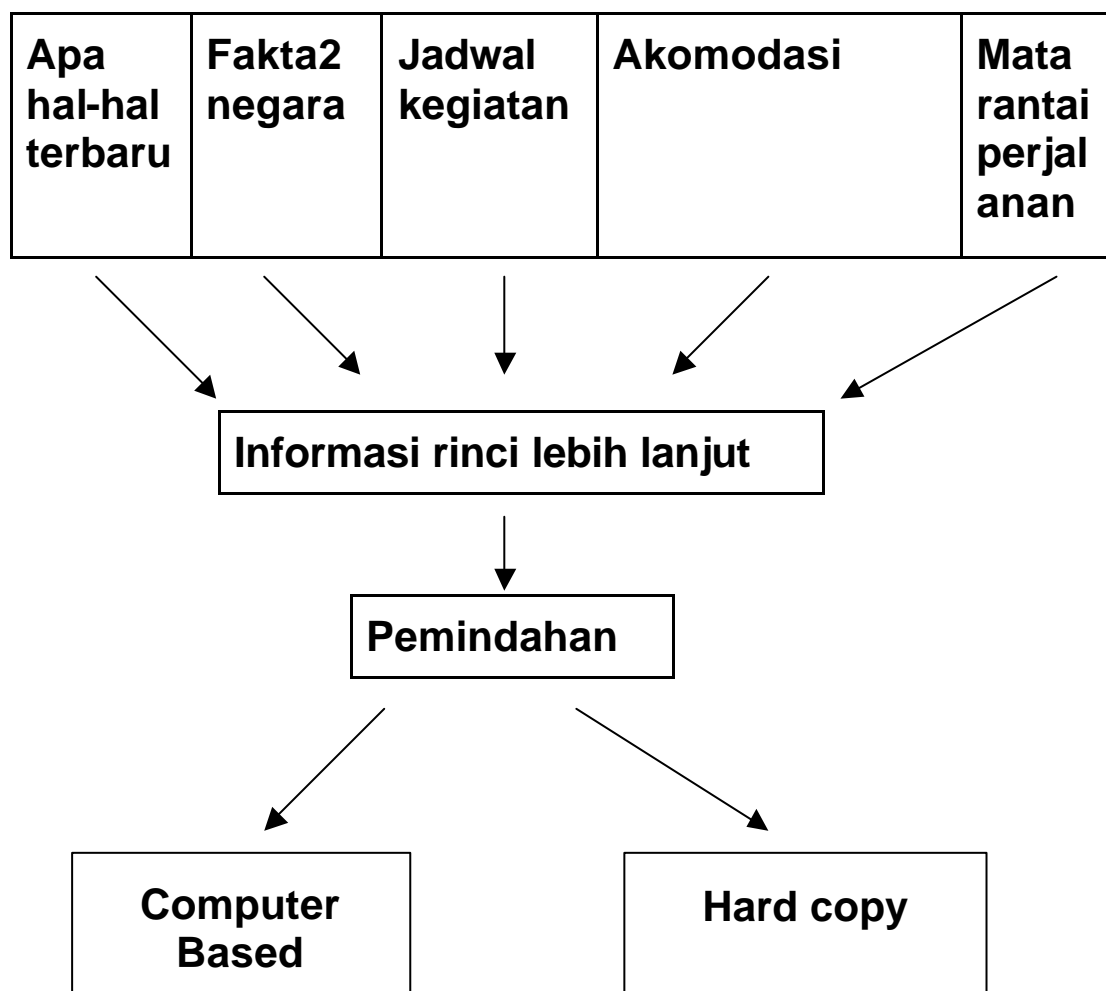 Apa
hal-hal
terbaru
Fakta2
negara
Jadwal
kegiatan
Akomodasi
Mata
rantai
perjal
anan
Informasi rinci lebih lanjut
Pemindahan
Computer
Based
Hard copy